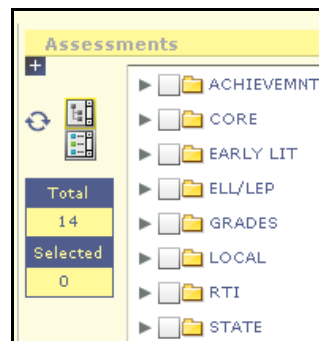 Assessments
+
ACHIEVEMNT
CORE
EARLY LIT
ELL/LEP
GRADES
LOCAL
RTI
STATE
Total
14
Selected
0